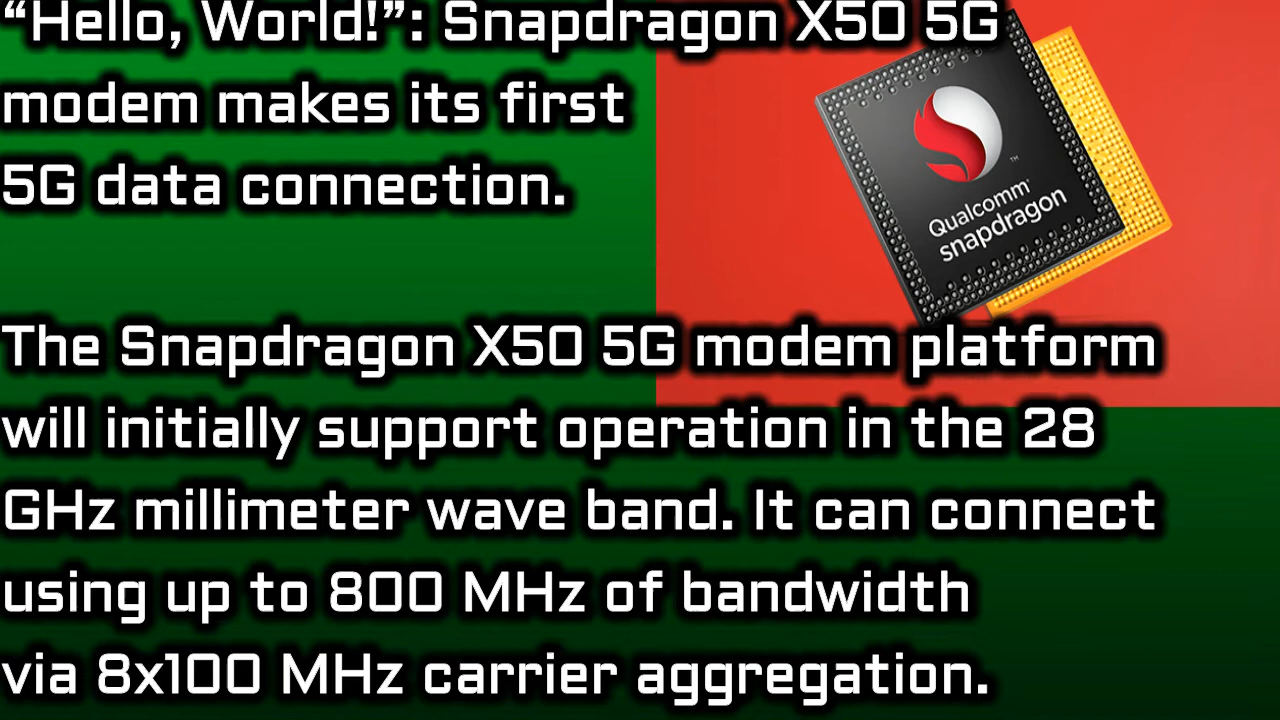 “Hello, World!”: Snapdragon X50 5G
modem makes its first
5G data connection.
Qualcomm
snapdragon
TM
The Snapdragon X50 5G modem platform
will initially support operation in the 28
GHz millimeter wave band. It can connect
using up to 800 MHz of bandwidth
via 8x100 MHz carrier aggregation.